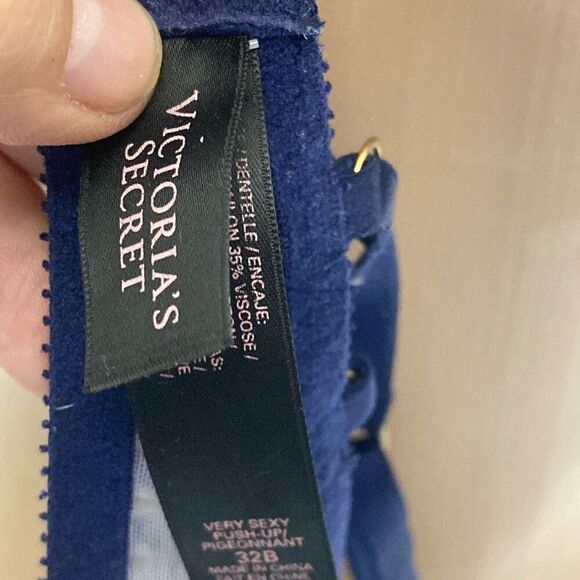 VICTORIA'S
SECRET
/ DENTELLE / ENCAJE:
35% VISCOSE /
VERY SEXY
PUSH-UP/
PIGEONNANT
32B
MADE IN CHINA